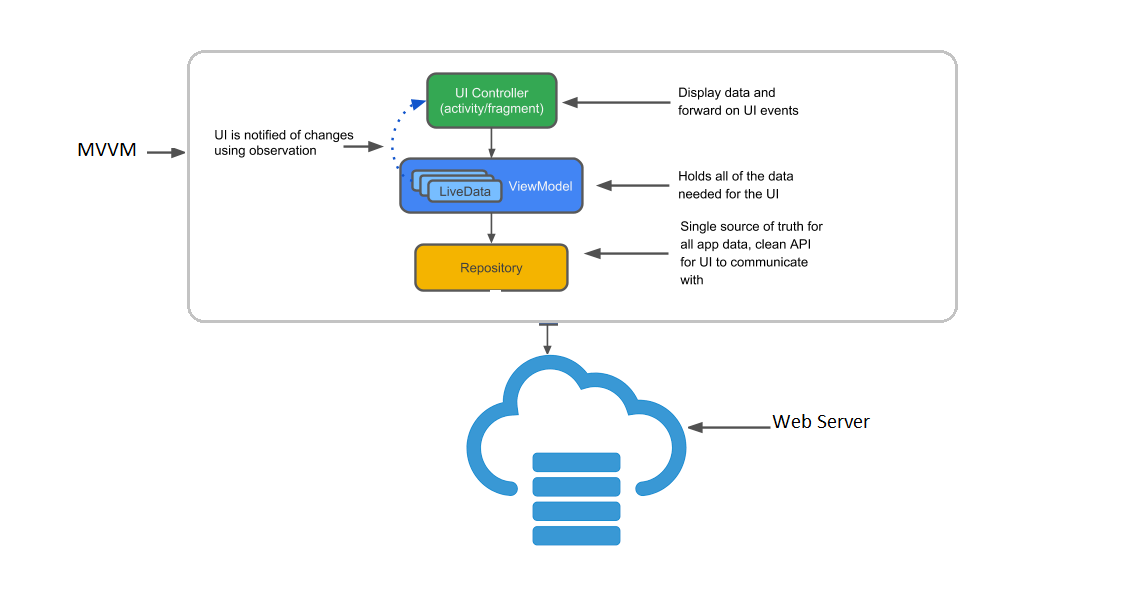 UI Controller
(activity/fragment)
Display data and
forward on UI events
UI is notified of changes
using observation
MVVM
LiveData
ViewModel
Holds all of the data
needed for the UI
Repository
Single source of truth for
all app data, clean API
for UI to communicate
with
Web Server